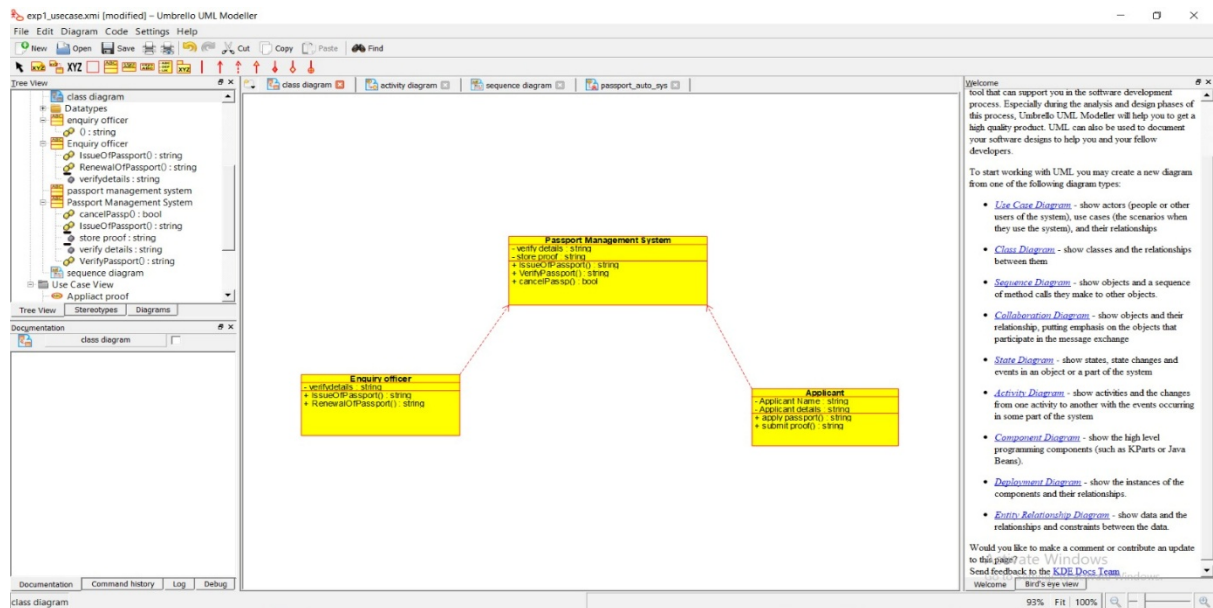 exp1_usecase.xmi [modified] – Umbrello UML Modeller
File Edit Diagram Code Settings Help
New Open Save Cut Copy Paste Find
XYZ
Tree View
class diagram
Datatypes
enquiry officer
() : string
Enquiry officer
IssueOfPassport() : string
RenewalOfPassport() : string
verifydetails : string
passport management system
Passport Management System
cancelPassp() : bool
IssueOfPassport() : string
store proof : string
verify details : string
VerifyPassport() : string
sequence diagram
Use Case View
Appliact proof
Tree View Stereotypes Diagrams
Documentation
class diagram
Documentation Command history Log Debug
class diagram
class diagram activity diagram sequence diagram passport_auto_sys
Passport Management System
- verify details : string
- store proof : string
+ IssueOfPassport() : string
+ VerifyPassport() : string
+ cancelPassp() : bool
Enquiry officer
- verifydetails : string
+ IssueOfPassport() : string
+ RenewalOfPassport() : string
Applicant
- Applicant Name : string
- Applicant details : string
+ apply passport() : string
+ submit proof() : string
Welcome
tool that can support you in the software development
process. Especially during the analysis and design phases of
this process, Umbrello UML Modeller will help you to get a
high quality product. UML can also be used to document
your software designs to help you and your fellow
developers.
To start working with UML you may create a new diagram
from one of the following diagram types:
• Use Case Diagram - show actors (people or other
users of the system), use cases (the scenarios when
they use the system), and their relationships
• Class Diagram - show classes and the relationships
between them
• Sequence Diagram - show objects and a sequence
of method calls they make to other objects.
• Collaboration Diagram - show objects and their
relationship, putting emphasis on the objects that
participate in the message exchange
• State Diagram - show states, state changes and
events in an object or a part of the system
• Activity Diagram - show activities and the changes
from one activity to another with the events occurring
in some part of the system
• Component Diagram - show the high level
programming components (such as KParts or Java
Beans).
• Deployment Diagram - show the instances of the
components and their relationships.
• Entity Relationship Diagram - show data and the
relationships and constraints between the data.
Would you like to make a comment or contribute an update
to this page?
Send feedback to the KDE Docs Team
Welcome Bird's eye view
93% Fit 100%